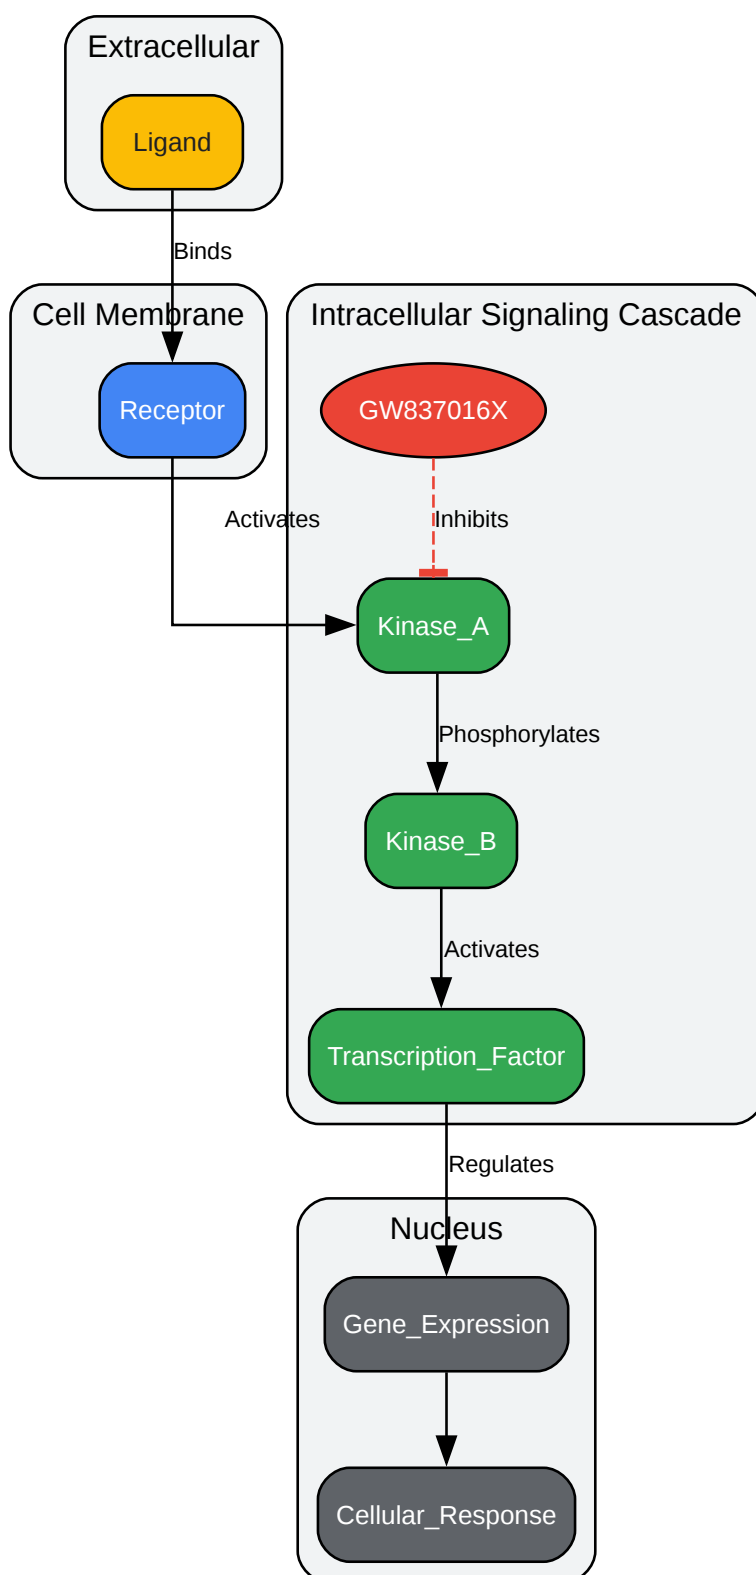 Extracellular
Ligand
Binds
Cell Membrane
Receptor
Intracellular Signaling Cascade
GW837016X
Activates
Inhibits
Kinase_A
Phosphorylates
Kinase_B
Activates
Transcription_Factor
Regulates
Nucleus
Gene_Expression
Cellular_Response